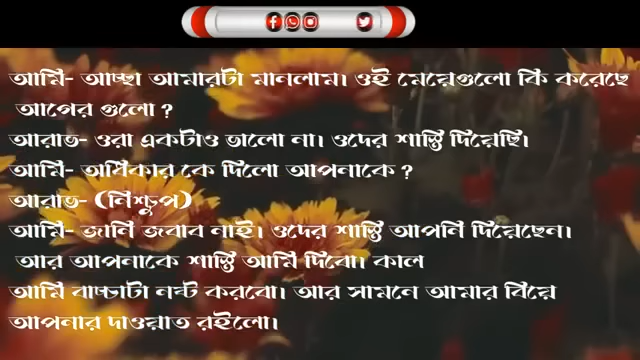 আমি- আচ্ছা আমারটা মানলাম। ওই মেয়েগুলো কি করেছে
আগের গুলো ?
আরাভ- ওরা একটাও ভালো না। ওদের শাস্তি দিয়েছি।
আমি- অধিকার কে দিলো আপনাকে ?
আরাভ- (নিশ্চুপ)
আমি- জানি জবাব নাই। ওদের শাস্তি আপনি দিয়েছেন।
আর আপনাকে শাস্তি আমি দিবো। কাল
আমি বাচ্চাটা নষ্ট করবো। আর সামনে আমার বিয়ে
আপনার দাওয়াত রইলো।